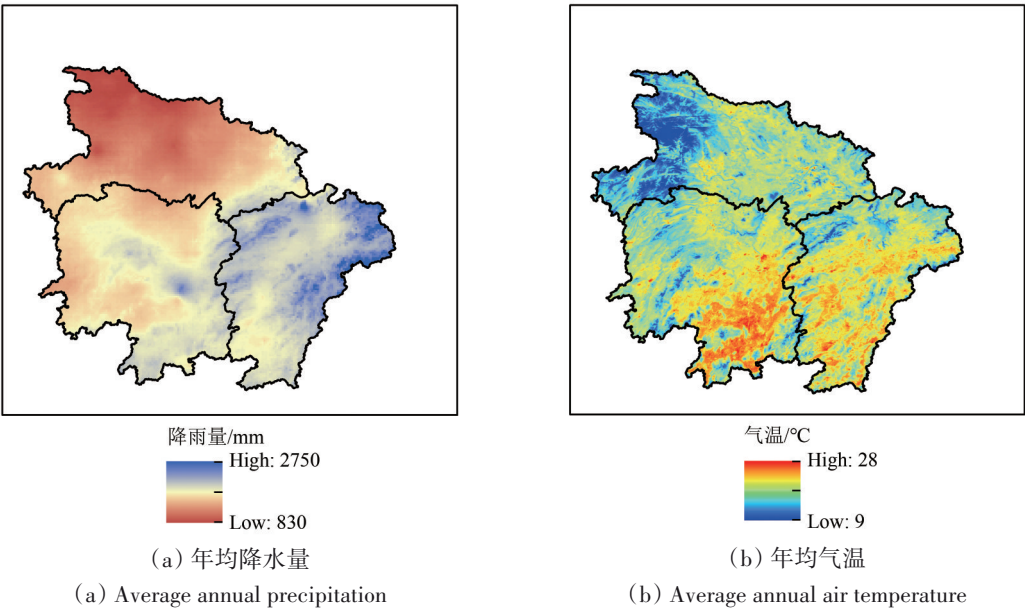 降雨量/mm
High: 2750
Low: 830
(a) 年均降水量
(a) Average annual precipitation
气温/℃
High: 28
Low: 9
(b) 年均气温
(b) Average annual air temperature